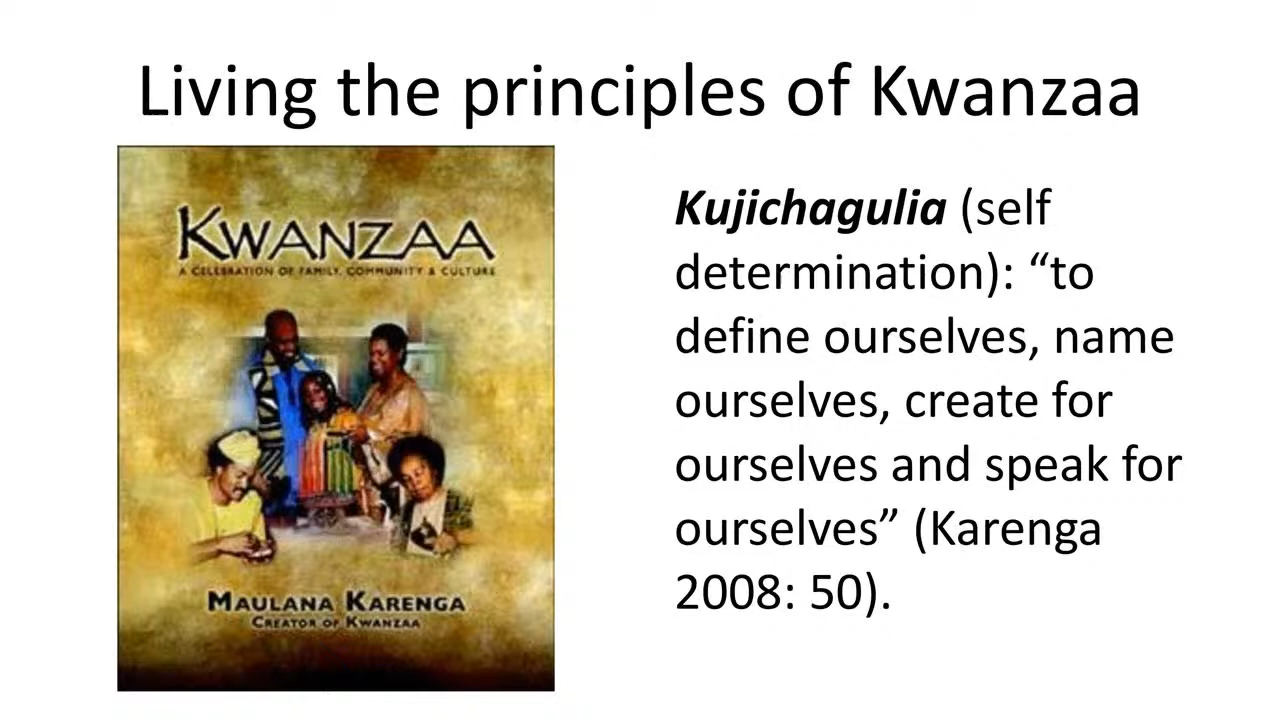 Living the principles of Kwanzaa
KWANZAA
A CELEBRATION OF FAMILY, COMMUNITY & CULTURE
MAULANA KARENGA
CREATOR OF KWANZAA
Kujichagulia (self
determination): “to
define ourselves, name
ourselves, create for
ourselves and speak for
ourselves” (Karenga
2008: 50).